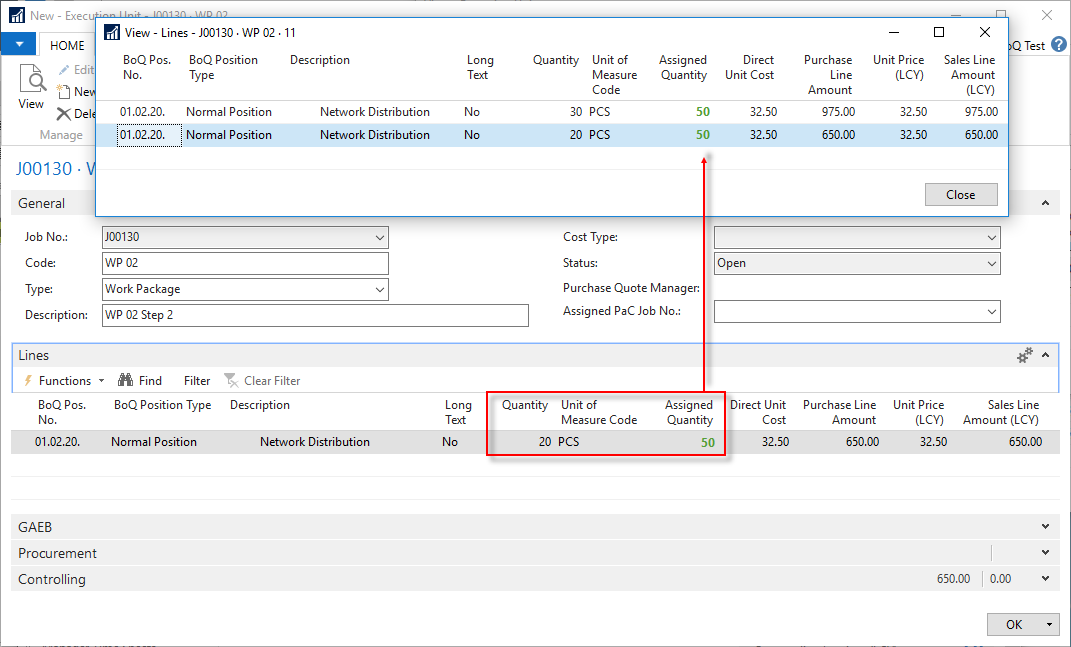 New - Execution Unit - J00130 · WP 02
HOME
BoQ Test
View
Edit
New
Dele
Manage
J00130 · W
View - Lines - J00130 · WP 02 · 11
BoQ Pos. No. BoQ Position Type Description Long Text Quantity Unit of Measure Code Assigned Quantity Direct Unit Cost Purchase Line Amount Unit Price (LCY) Sales Line Amount (LCY)
01.02.20. Normal Position Network Distribution No 30 PCS 50 32.50 975.00 32.50 975.00
01.02.20. Normal Position Network Distribution No 20 PCS 50 32.50 650.00 32.50 650.00
Close
General
Job No.: J00130
Code: WP 02
Type: Work Package
Description: WP 02 Step 2
Cost Type:
Status: Open
Purchase Quote Manager:
Assigned PaC Job No.:
Lines
Functions Find Filter Clear Filter
BoQ Pos. No. BoQ Position Type Description Long Text Quantity Unit of Measure Code Assigned Quantity Direct Unit Cost Purchase Line Amount Unit Price (LCY) Sales Line Amount (LCY)
01.02.20. Normal Position Network Distribution No 20 PCS 50 32.50 650.00 32.50 650.00
GAEB
Procurement
Controlling 650.00 0.00
OK